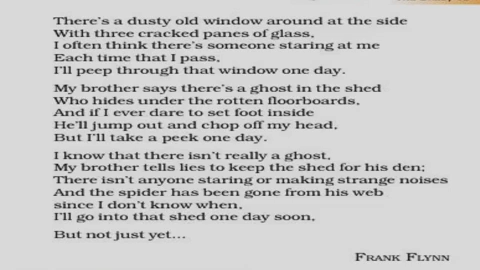 There's a dusty old window around at the side
With three cracked panes of glass,
I often think there's someone staring at me
Each time that I pass,
I'll peep through that window one day.
My brother says there's a ghost in the shed
Who hides under the rotten floorboards,
And if I ever dare to set foot inside
He'll jump out and chop off my head,
But I'll take a peek one day.
I know that there isn't really a ghost,
My brother tells lies to keep the shed for his den;
There isn't anyone staring or making strange noises
And the spider has been gone from his web
since I don't know when,
I'll go into that shed one day soon,
But not just yet...
FRANK FLYNN